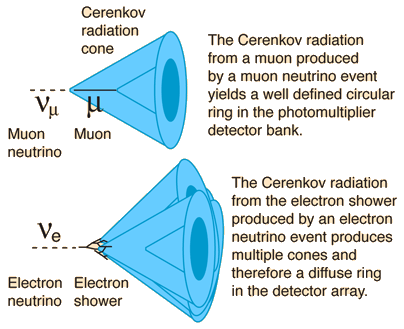 Cerenkov
radiation
cone
The Cerenkov radiation
from a muon produced
by a muon neutrino event
yields a well defined circular
ring in the photomultiplier
detector bank.
νμ
μ
Muon
neutrino
Muon
The Cerenkov radiation
from the electron shower
produced by an electron
neutrino event produces
multiple cones and
therefore a diffuse ring
in the detector array.
νe
Electron
neutrino
Electron
shower